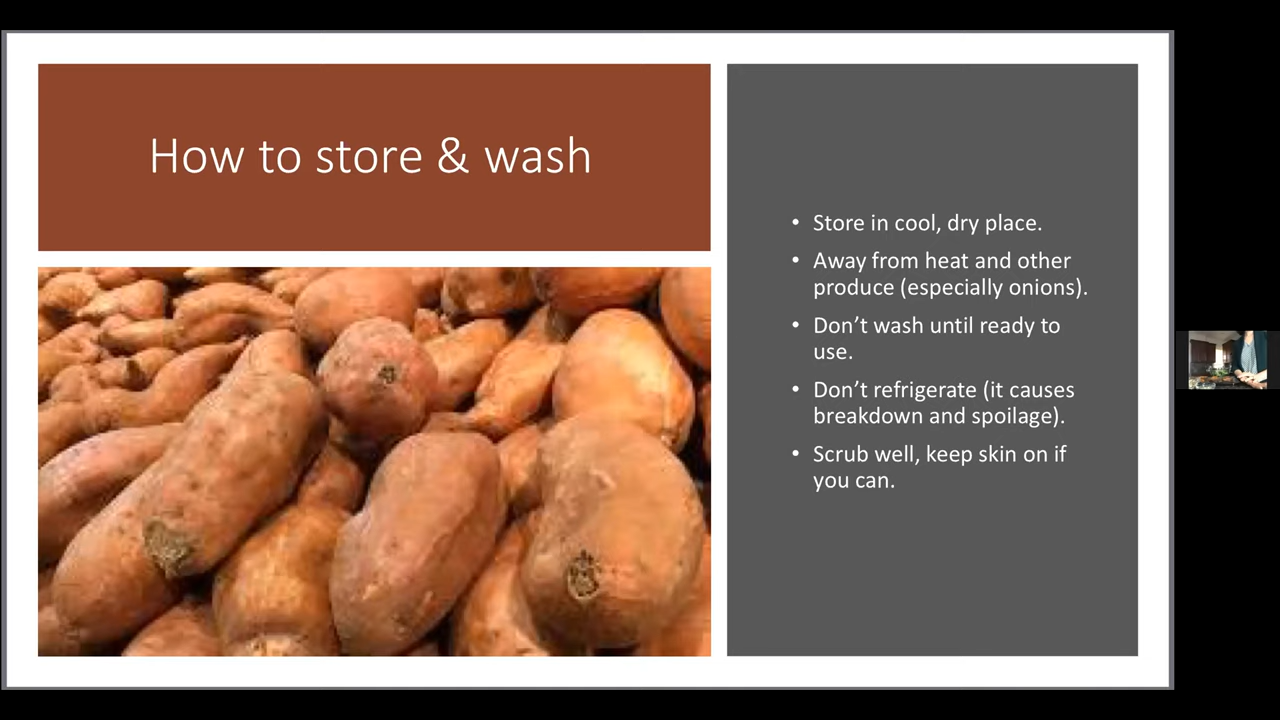 How to store & wash
• Store in cool, dry place.
• Away from heat and other
produce (especially onions).
• Don’t wash until ready to
use.
• Don’t refrigerate (it causes
breakdown and spoilage).
• Scrub well, keep skin on if
you can.